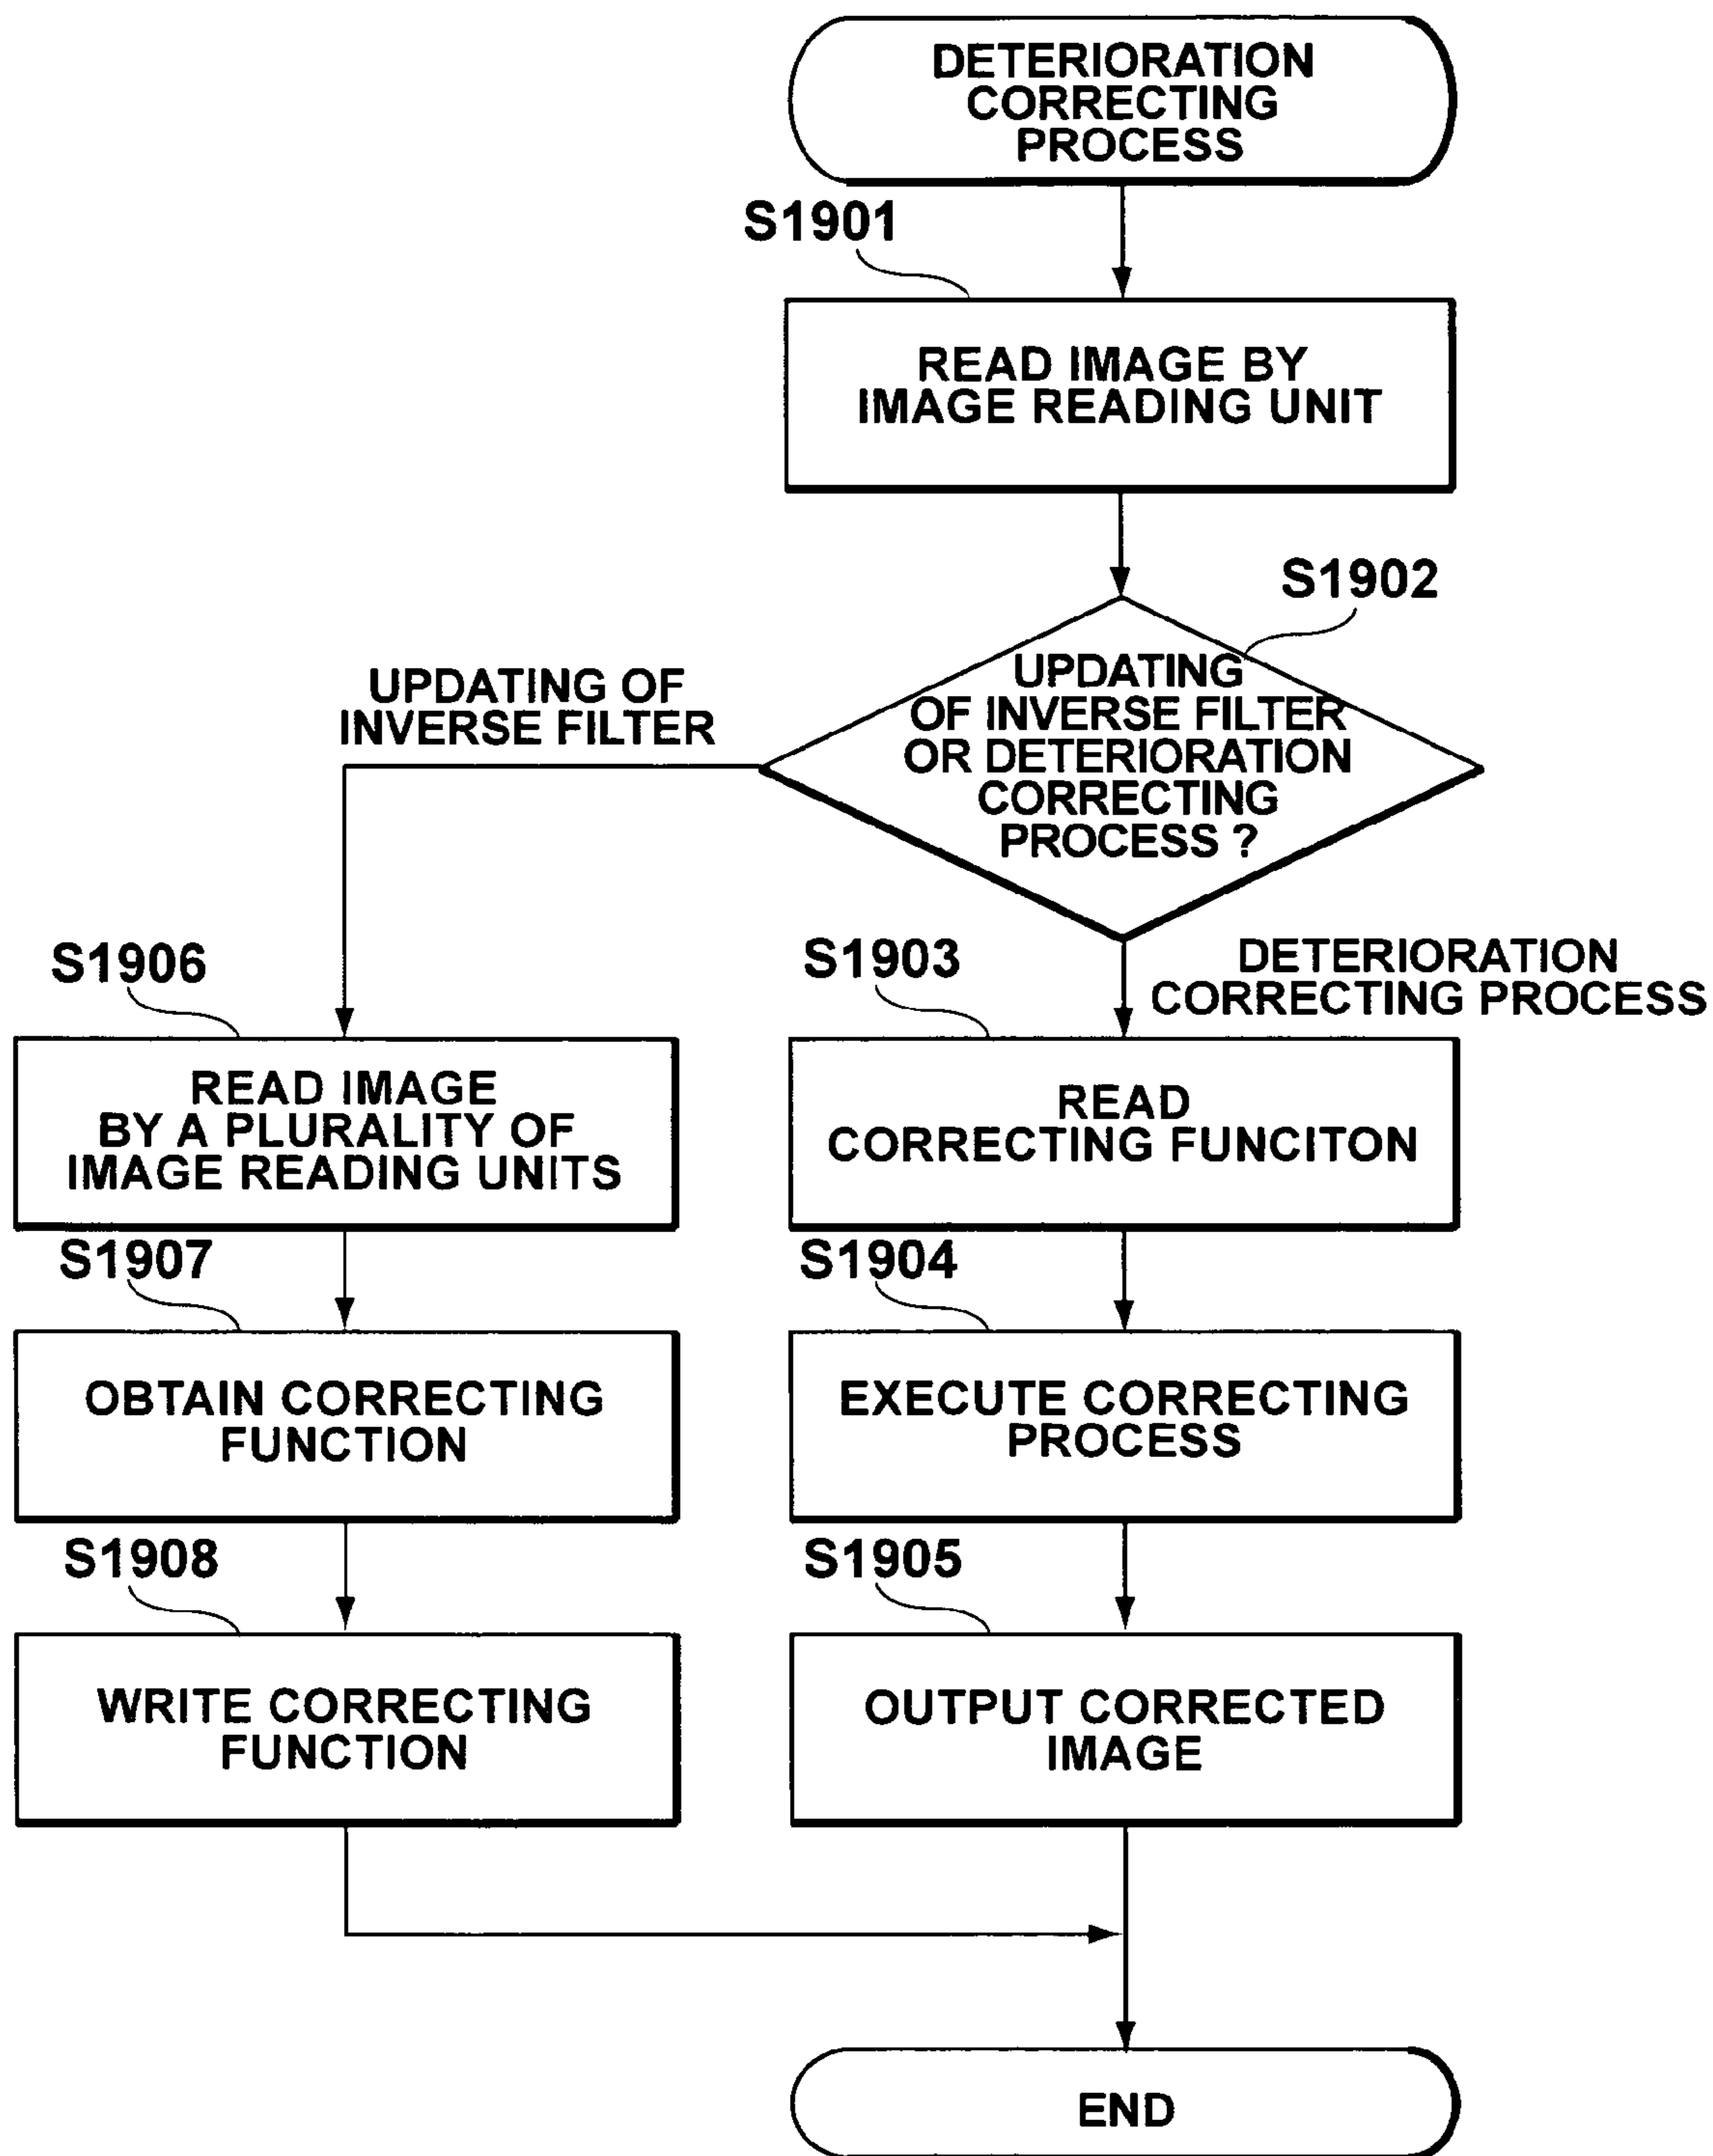 DETERIORATION
CORRECTING
PROCESS
S1901
READ IMAGE BY
IMAGE READING UNIT
S1902
UPDATING
OF INVERSE FILTER
OR DETERIORATION
CORRECTING
PROCESS ?
UPDATING OF
INVERSE FILTER
DETERIORATION
CORRECTING PROCESS
S1906
READ IMAGE
BY A PLURALITY OF
IMAGE READING UNITS
S1903
READ
CORRECTING FUNCITON
S1907
OBTAIN CORRECTING
FUNCTION
S1904
EXECUTE CORRECTING
PROCESS
S1908
WRITE CORRECTING
FUNCTION
S1905
OUTPUT CORRECTED
IMAGE
END